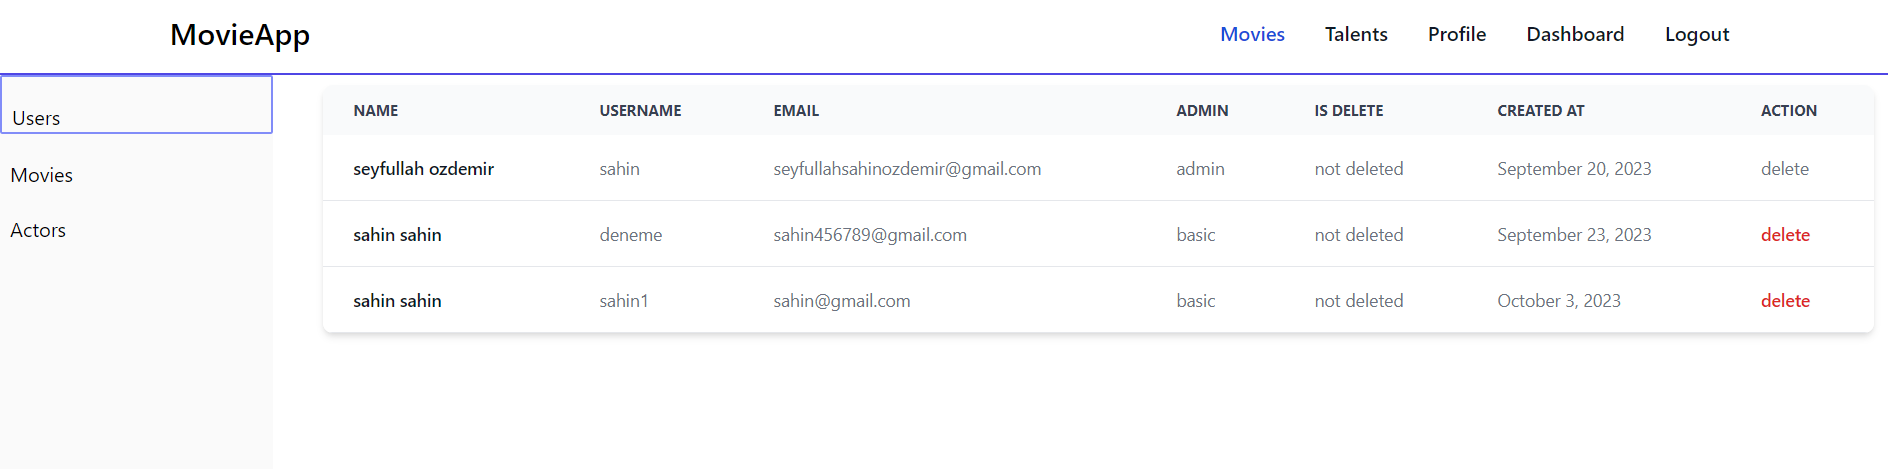 MovieApp Movies Talents Profile Dashboard Logout
Users
Movies
Actors
NAME USERNAME EMAIL ADMIN IS DELETE CREATED AT ACTION
seyfullah ozdemir sahin seyfullahsahinozdemir@gmail.com admin not deleted September 20, 2023 delete
sahin sahin deneme sahin456789@gmail.com basic not deleted September 23, 2023 delete
sahin sahin sahin1 sahin@gmail.com basic not deleted October 3, 2023 delete